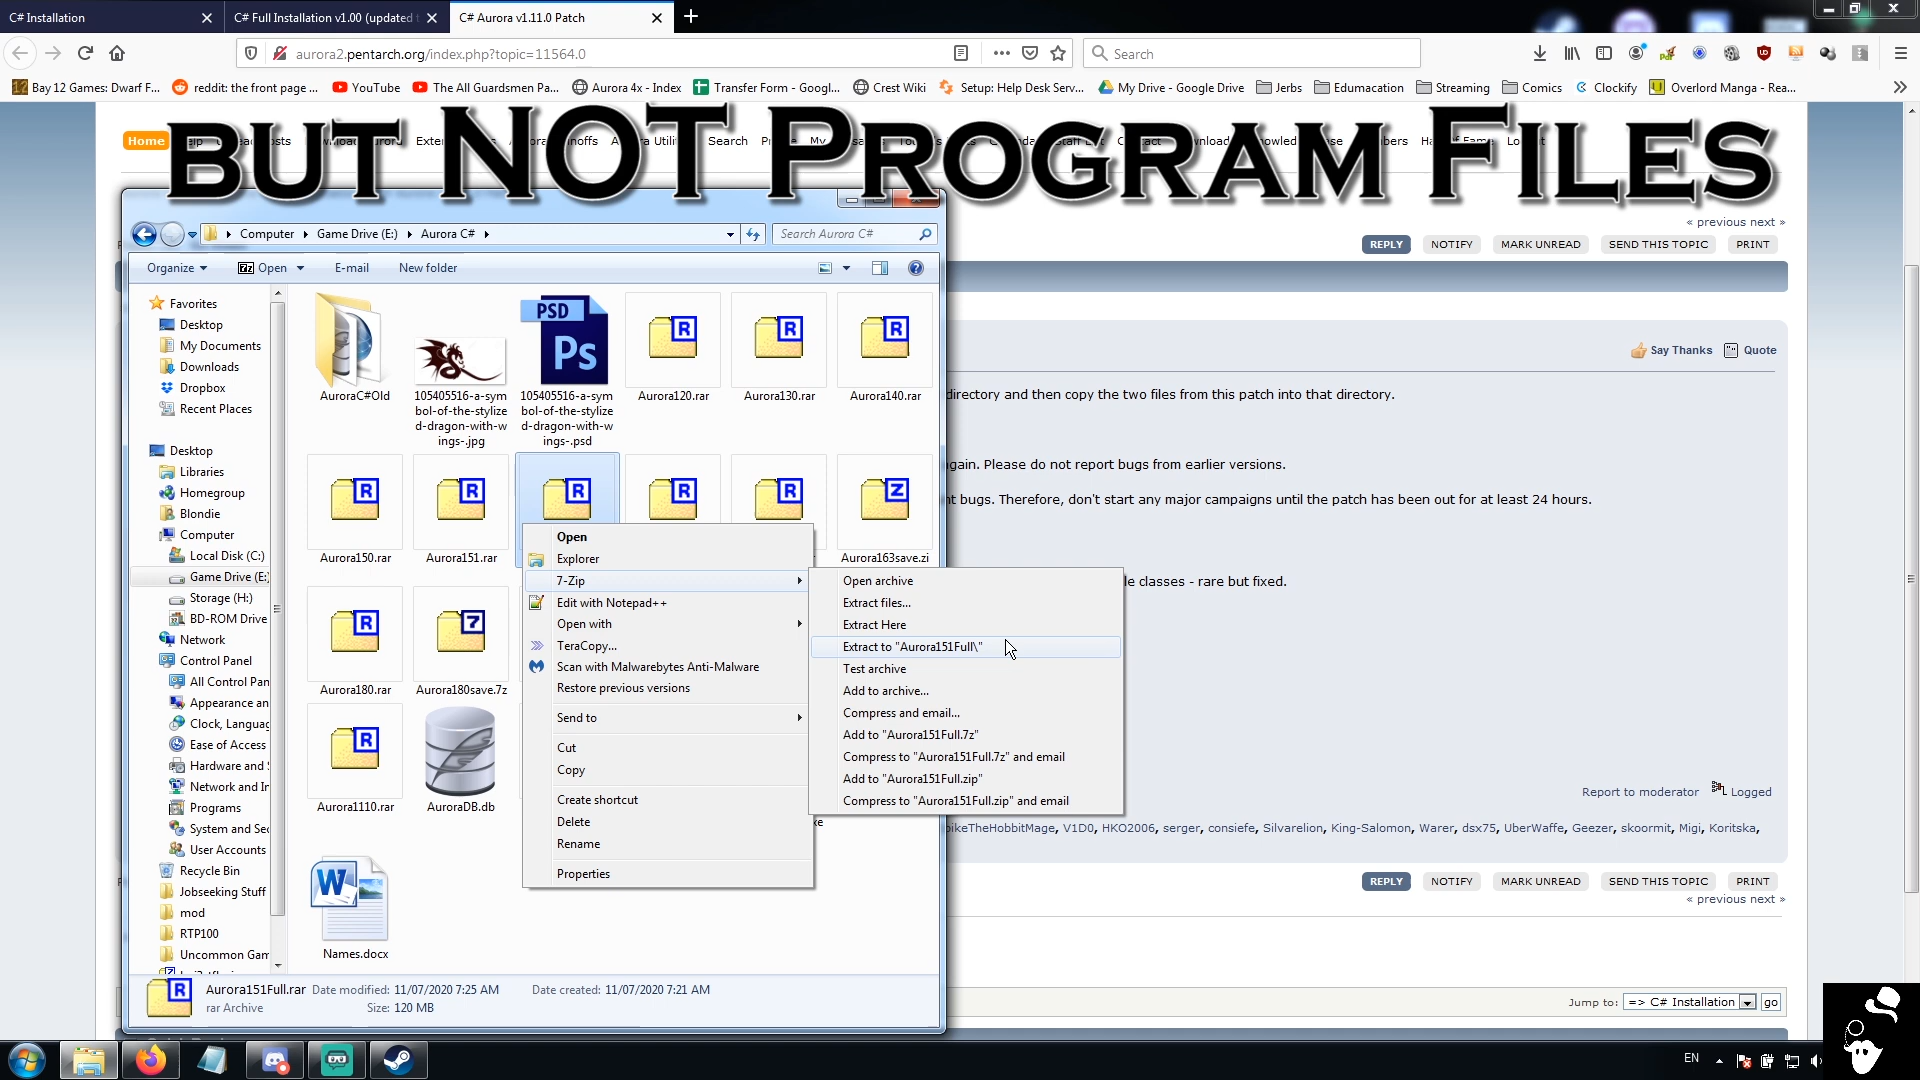 C# Installation
C# Full Installation v1.00 (updated
C# Aurora v1.11.0 Patch
aurora2.pentarch.org/index.php?topic=11564.0
Search
Bay 12 Games: Dwarf F...
reddit: the front page ...
YouTube
The All Guardsmen Pa...
Aurora 4x - Index
Transfer Form - Googl...
Crest Wiki
Setup: Help Desk Serv...
My Drive - Google Drive
Jerbs
Edumacation
Streaming
Comics
Clockify
Overlord Manga - Rea...
Home
Search
BUT NOT PROGRAM FILES
« previous next »
REPLY
NOTIFY
MARK UNREAD
SEND THIS TOPIC
PRINT
Computer
Game Drive (E:)
Aurora C#
Search Aurora C#
Organize
Open
E-mail
New folder
Favorites
Desktop
My Documents
Downloads
Dropbox
Recent Places
Desktop
Libraries
Homegroup
Blondie
Computer
Local Disk (C:)
Game Drive (E:)
Storage (H:)
BD-ROM Drive
Network
Control Panel
All Control Pan
Appearance an
Clock, Languag
Ease of Access
Hardware and S
Network and In
Programs
System and Sec
User Accounts
Recycle Bin
Jobseeking Stuff
mod
RTP100
Uncommon Gam
AuroraC#Old
105405516-a-sym
bol-of-the-stylize
d-dragon-with-w
ings-.jpg
PSD
Ps
105405516-a-sym
bol-of-the-stylize
d-dragon-with-w
ings-.psd
Aurora120.rar
Aurora130.rar
Aurora140.rar
Aurora150.rar
Aurora151.rar
Aurora163save.zi
Aurora180.rar
Aurora180save.7z
Aurora1110.rar
AuroraDB.db
Names.docx
Open
Explorer
7-Zip
Edit with Notepad++
Open with
TeraCopy...
Scan with Malwarebytes Anti-Malware
Restore previous versions
Send to
Cut
Copy
Create shortcut
Delete
Rename
Properties
Open archive
Extract files...
Extract Here
Extract to "Aurora151Full\"
Test archive
Add to archive...
Compress and email...
Add to "Aurora151Full.7z"
Compress to "Aurora151Full.7z" and email
Add to "Aurora151Full.zip"
Compress to "Aurora151Full.zip" and email
Aurora151Full.rar
Date modified: 11/07/2020 7:25 AM
Date created: 11/07/2020 7:21 AM
rar Archive
Size: 120 MB
Say Thanks
Quote
directory and then copy the two files from this patch into that directory.
gain. Please do not report bugs from earlier versions.
nt bugs. Therefore, don't start any major campaigns until the patch has been out for at least 24 hours.
le classes - rare but fixed.
Report to moderator
Logged
pikeTheHobbitMage, V1D0, HKO2006, serger, consiefe, Silvarelion, King-Salomon, Warer, dsx75, UberWaffe, Geezer, skoormit, Migi, Koritska,
REPLY
NOTIFY
MARK UNREAD
SEND THIS TOPIC
PRINT
« previous next »
Jump to:
=> C# Installation
go
EN